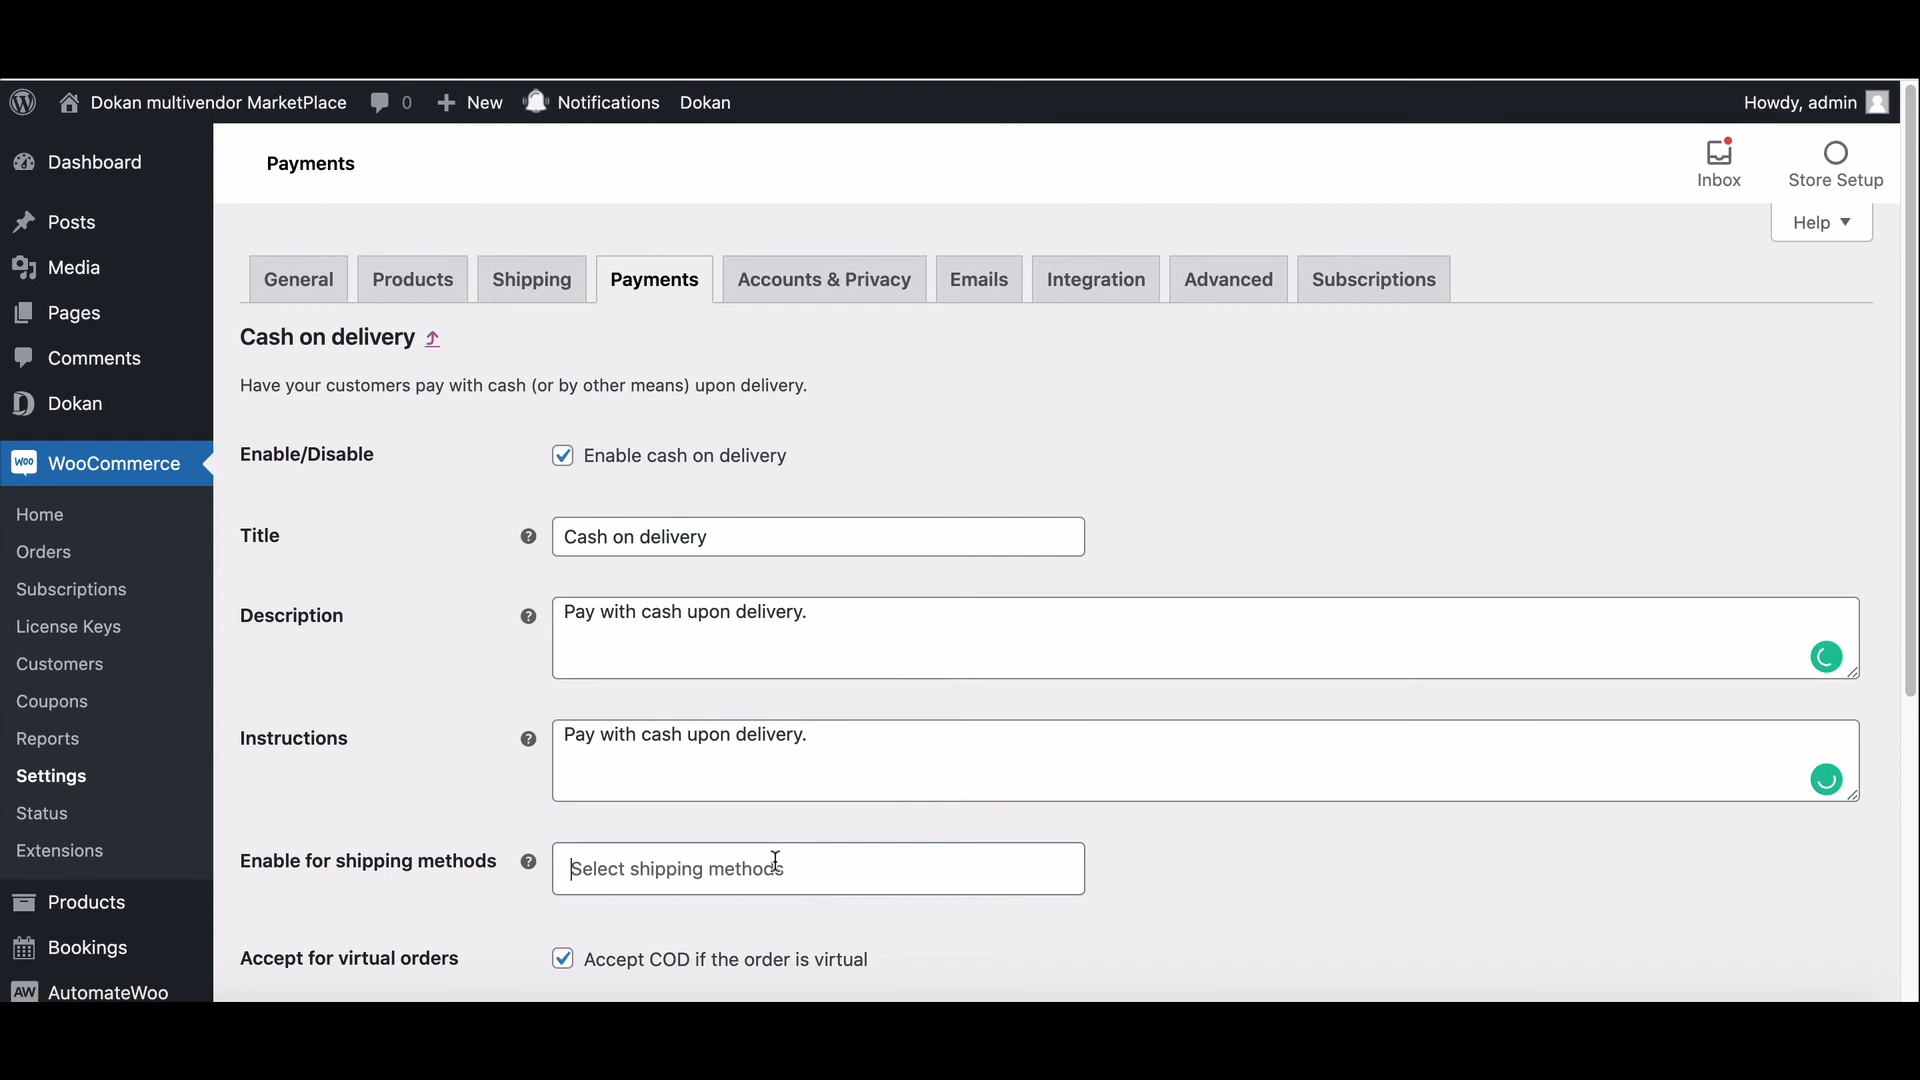 Dokan multivendor MarketPlace 0 New Notifications Dokan Howdy, admin
Dashboard
Posts
Media
Pages
Comments
Dokan
WOO WooCommerce
Home
Orders
Subscriptions
License Keys
Customers
Coupons
Reports
Settings
Status
Extensions
Products
Bookings
AW AutomateWoo
Payments
Inbox
Store Setup
Help
General Products Shipping Payments Accounts & Privacy Emails Integration Advanced Subscriptions
Cash on delivery
Have your customers pay with cash (or by other means) upon delivery.
Enable/Disable Enable cash on delivery
Title Cash on delivery
Description Pay with cash upon delivery.
Instructions Pay with cash upon delivery.
Enable for shipping methods Select shipping methods
Accept for virtual orders Accept COD if the order is virtual